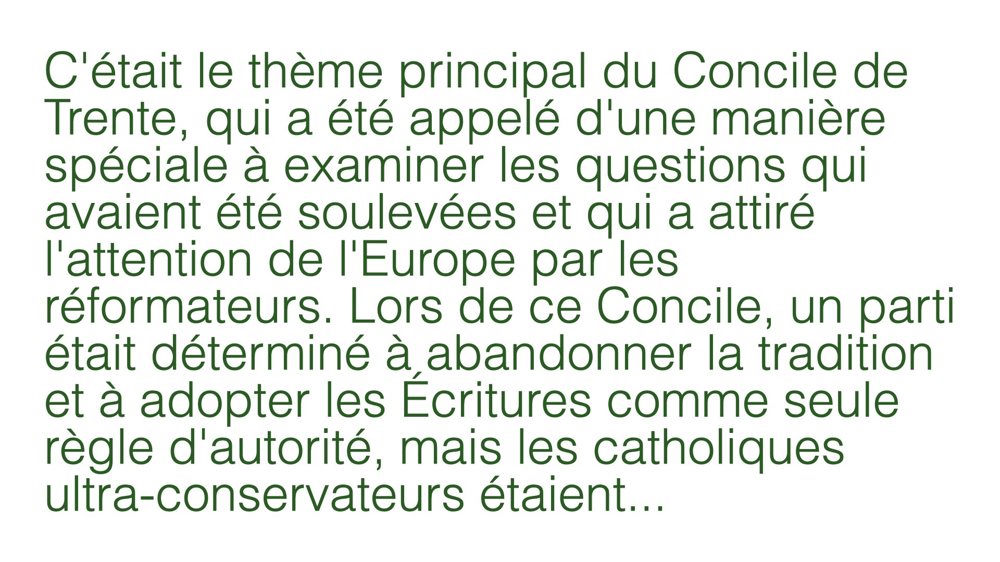 C'était le thème principal du Concile de
Trente, qui a été appelé d'une manière
spéciale à examiner les questions qui
avaient été soulevées et qui a attiré
l'attention de l'Europe par les
réformateurs. Lors de ce Concile, un parti
était déterminé à abandonner la tradition
et à adopter les Écritures comme seule
règle d'autorité, mais les catholiques
ultra-conservateurs étaient...